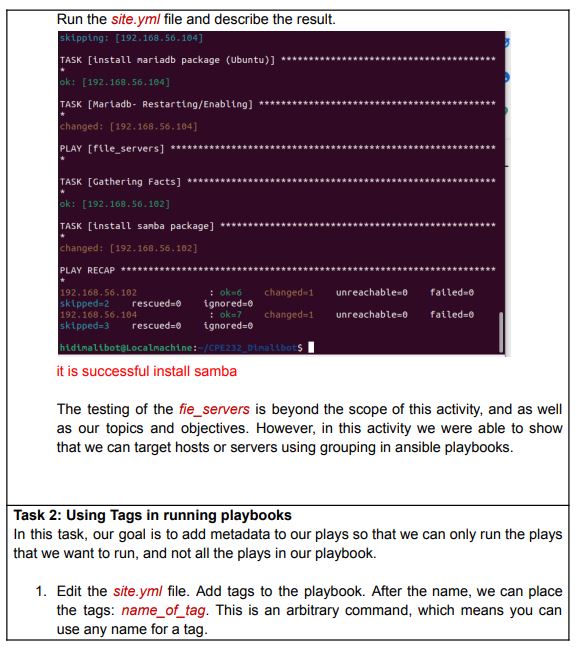 Run the site.yml file and describe the result.
skipping: [192.168.56.104]
TASK [install mariadb package (Ubuntu)] ***************************************
*
ok: [192.168.56.104]
TASK [Mariadb- Restarting/Enabling] *******************************************
*
changed: [192.168.56.104]
PLAY [file_servers] ***********************************************************
*
TASK [Gathering Facts] ********************************************************
*
ok: [192.168.56.102]
TASK [install samba package] **************************************************
*
changed: [192.168.56.102]
PLAY RECAP ********************************************************************
*
192.168.56.102 : ok=6 changed=1 unreachable=0 failed=0
skipped=2 rescued=0 ignored=0
192.168.56.104 : ok=7 changed=1 unreachable=0 failed=0
skipped=3 rescued=0 ignored=0
hidimalibot@Localmachine:~/CPE232_Dimalibot$
it is successful install samba
The testing of the fie_servers is beyond the scope of this activity, and as well
as our topics and objectives. However, in this activity we were able to show
that we can target hosts or servers using grouping in ansible playbooks.
Task 2: Using Tags in running playbooks
In this task, our goal is to add metadata to our plays so that we can only run the plays
that we want to run, and not all the plays in our playbook.
1. Edit the site.yml file. Add tags to the playbook. After the name, we can place
the tags: name_of_tag. This is an arbitrary command, which means you can
use any name for a tag.